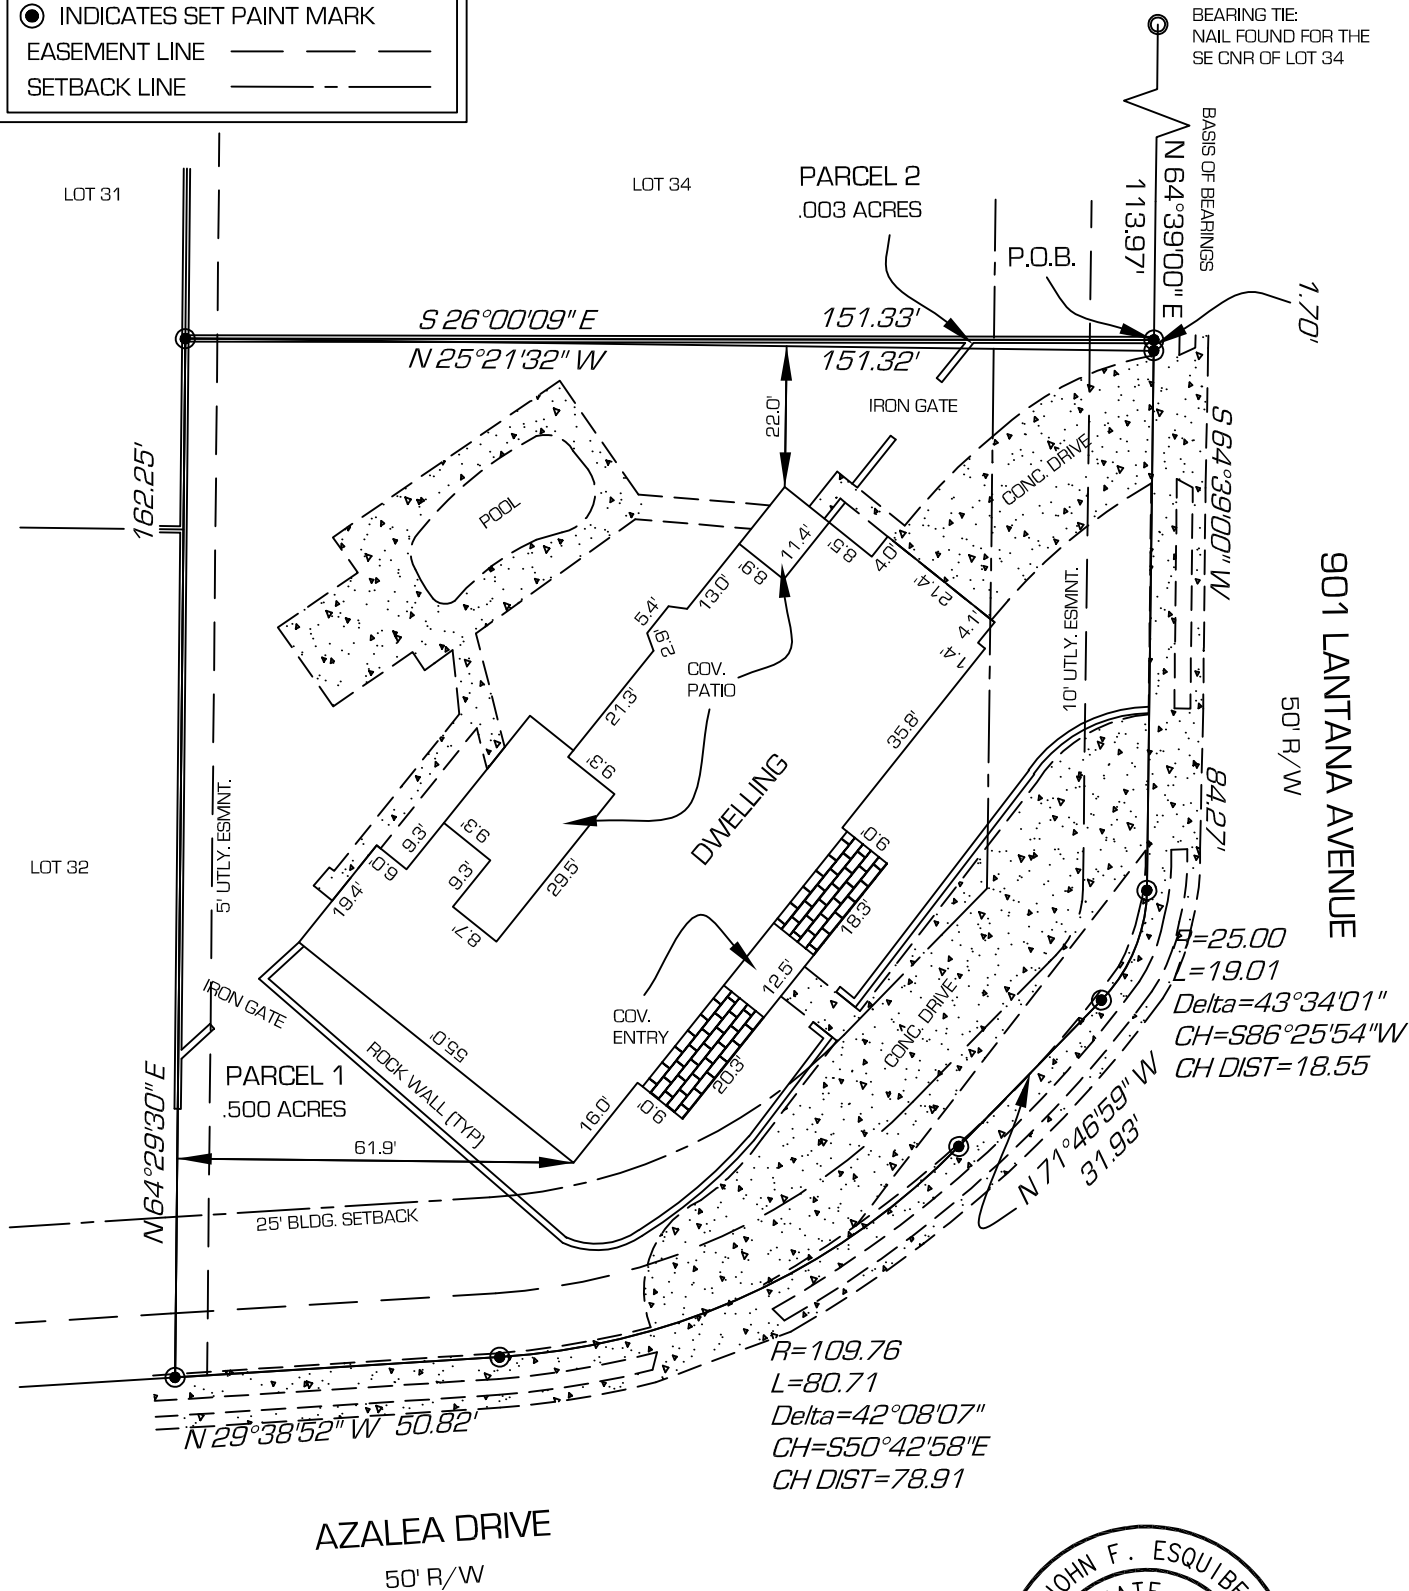 INDICATES SET PAINT MARK
EASEMENT LINE
SETBACK LINE
BEARING TIE:
NAIL FOUND FOR THE
SE CNR OF LOT 34
BASIS OF BEARINGS
N 64°39'00" E
113.97'
LOT 31
LOT 34
PARCEL 2
.003 ACRES
P.O.B.
1.70'
S 26°00'09" E
151.33'
N 25°21'32" W
151.32'
IRON GATE
22.0'
162.25'
S 64°39'00" W
CONC. DRIVE
POOL
11.4'
8.9'
8.5'
4.0'
21.4'
13.0'
5.4'
2.9'
4.1'
1.4'
10' UTLY. ESMNT.
901 LANTANA AVENUE
50' R/W
COV.
PATIO
21.3'
35.8'
9.3'
DWELLING
84.27'
5' UTLY. ESMNT.
LOT 32
9.3'
9.3'
6.0'
9.3'
29.5'
19.4'
8.7'
9.0'
18.3'
12.5'
R=25.00
L=19.01
Delta=43°34'01"
CH=S86°25'54"W
CH DIST=18.55
IRON GATE
COV.
ENTRY
CONC. DRIVE
55.0'
ROCK WALL (TYP)
20.3'
9.0'
16.0'
PARCEL 1
.500 ACRES
61.9'
N 71°46'59" W
31.93'
N 64°29'30" E
25' BLDG. SETBACK
R=109.76
L=80.71
Delta=42°08'07"
CH=S50°42'58"E
CH DIST=78.91
N 29°38'52" W 50.82'
AZALEA DRIVE
50' R/W
JOHN F. ESQUIBE